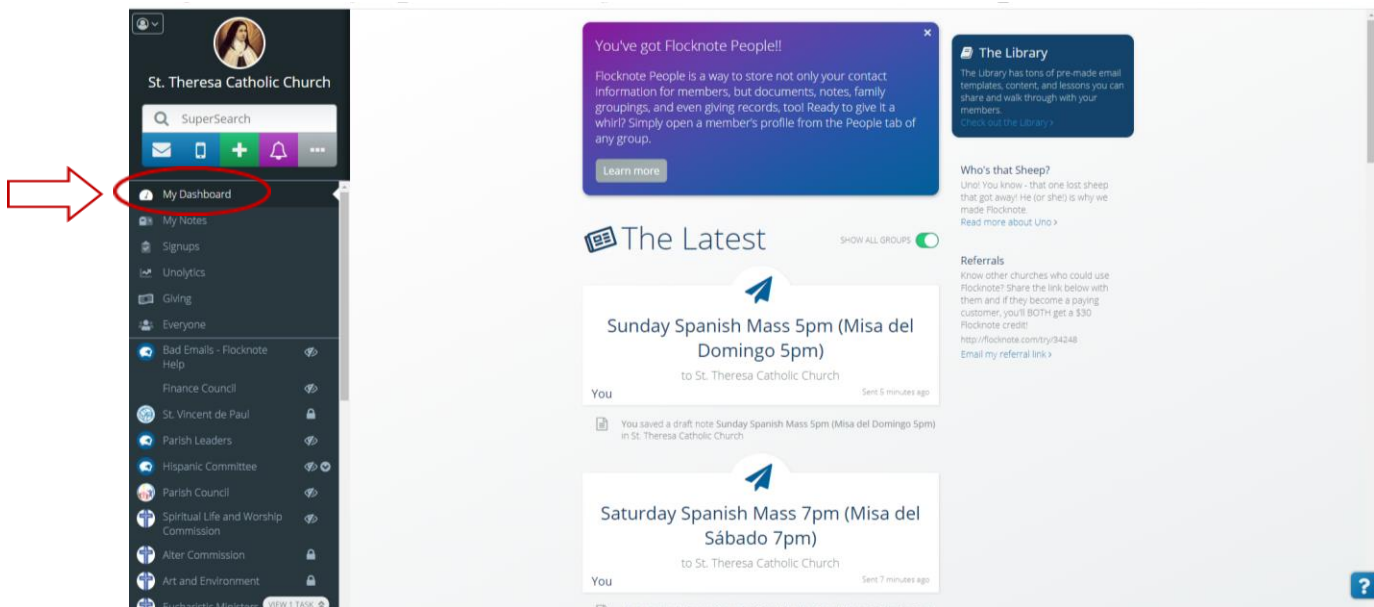 St. Theresa Catholic Church
SuperSearch
My Dashboard
My Notes
Signups
Unolytics
Giving
Everyone
Bad Emails - Flocknote
Help
Finance Council
St. Vincent de Paul
Parish Leaders
Hispanic Committee
Parish Council
Spiritual Life and Worship
Commission
Alter Commission
Art and Environment
Eucharistic Ministers
VIEW 1 TASK
You've got Flocknote People!!
×
Flocknote People is a way to store not only your contact
information for members, but documents, notes, family
groupings, and even giving records, too! Ready to give it a
whirl? Simply open a member's profile from the People tab of
any group.
Learn more
The Latest
SHOW ALL GROUPS
Sunday Spanish Mass 5pm (Misa del
Domingo 5pm)
to St. Theresa Catholic Church
You
Sent 5 minutes ago
You saved a draft note Sunday Spanish Mass 5pm (Misa del Domingo 5pm)
in St. Theresa Catholic Church
Saturday Spanish Mass 7pm (Misa del
Sábado 7pm)
to St. Theresa Catholic Church
You
Sent 7 minutes ago
The Library
The Library has tons of pre-made email
templates, content, and lessons you can
share and walk through with your
members.
Check out the Library >
Who's that Sheep?
Uno! You know - that one lost sheep
that got away! He (or she!) is why we
made Flocknote.
Read more about Uno >
Referrals
Know other churches who could use
Flocknote? Share the link below with
them and if they become a paying
customer, you'll BOTH get a $30
Flocknote credit!
http://flocknote.com/try/34248
Email my referral link >
?